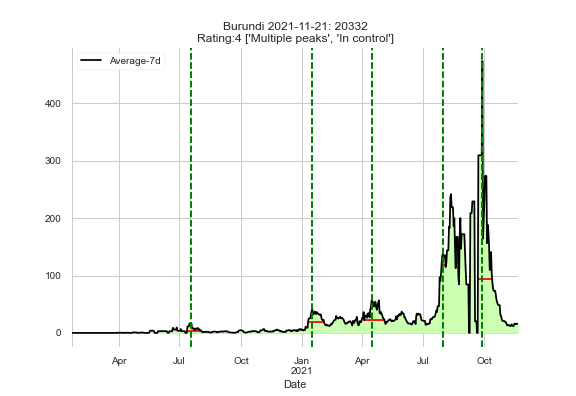 Burundi 2021-11-21: 20332
Rating:4 ['Multiple peaks', 'In control']
Average-7d
400
300
200
100
0
Apr Jul Oct Jan Apr Jul Oct
2021
Date